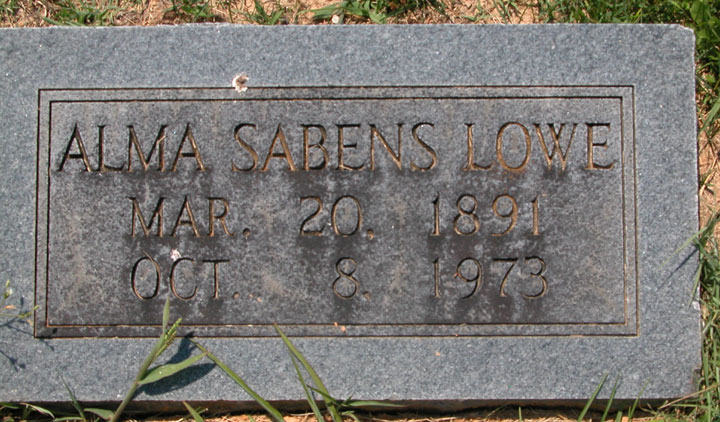 ALMA SABENS LOWE
MAR. 20. 1891
OCT.. 8. 1973